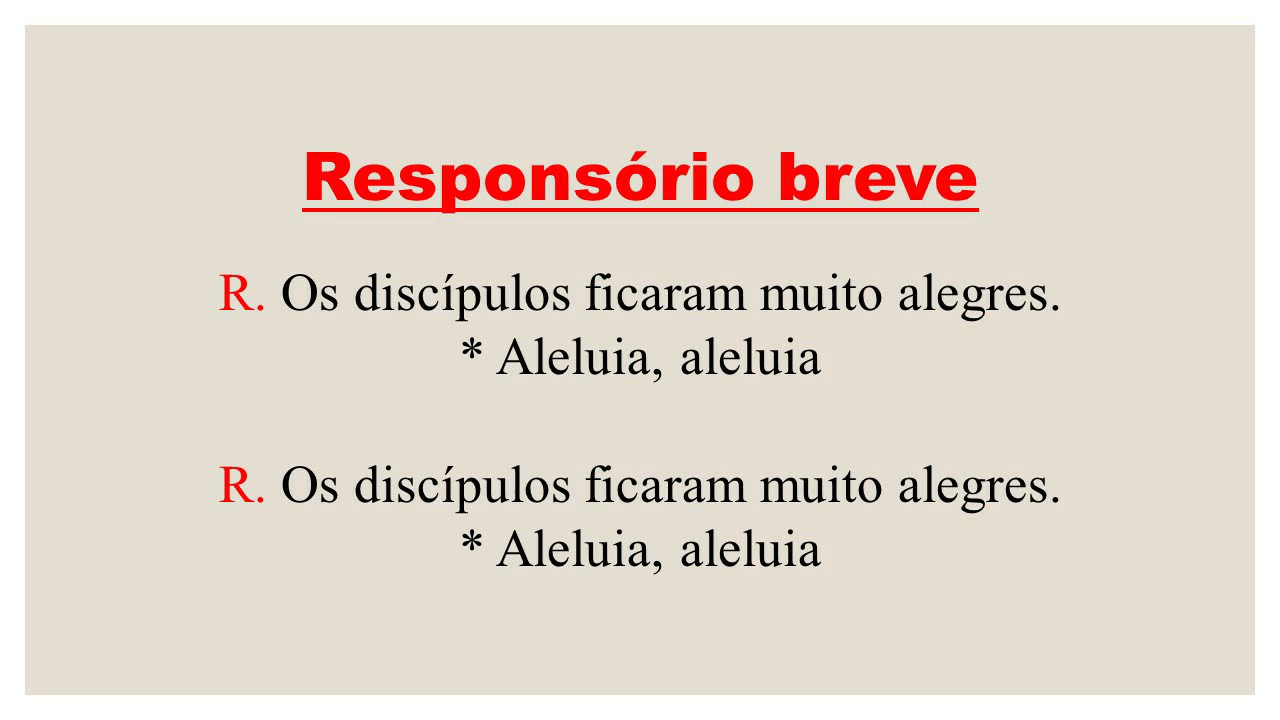 Responsório breve
R. Os discípulos ficaram muito alegres.
* Aleluia, aleluia
R. Os discípulos ficaram muito alegres.
* Aleluia, aleluia